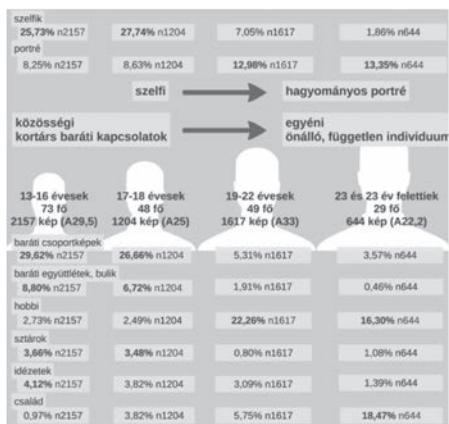 szelfik
25,73% n2157 27,74% n1204 7,05% n1617 1,86% n644
portré
8,25% n2157 8,63% n1204 12,98% n1617 13,35% n644
szelfi hagyományos portré
közösségi egyéni
kortárs baráti kapcsolatok önálló, független individuum
13-16 évesek 17-18 évesek 19-22 évesek 23 és 23 év felettiek
73 fő 48 fő 49 fő 29 fő
2157 kép (A29,5) 1204 kép (A25) 1617 kép (A33) 644 kép (A22,2)
baráti csoportképek
29,62% n2157 26,66% n1204 5,31% n1617 3,57% n644
baráti együttlétek, bulik
8,80% n2157 6,72% n1204 1,91% n1617 0,46% n644
hobbi
2,73% n2157 2,49% n1204 22,26% n1617 16,30% n644
sztárok
3,66% n2157 3,48% n1204 0,80% n1617 1,08% n644
idézetek
4,12% n2157 3,82% n1204 3,09% n1617 1,39% n644
család
0,97% n2157 3,82% n1204 5,75% n1617 18,47% n644